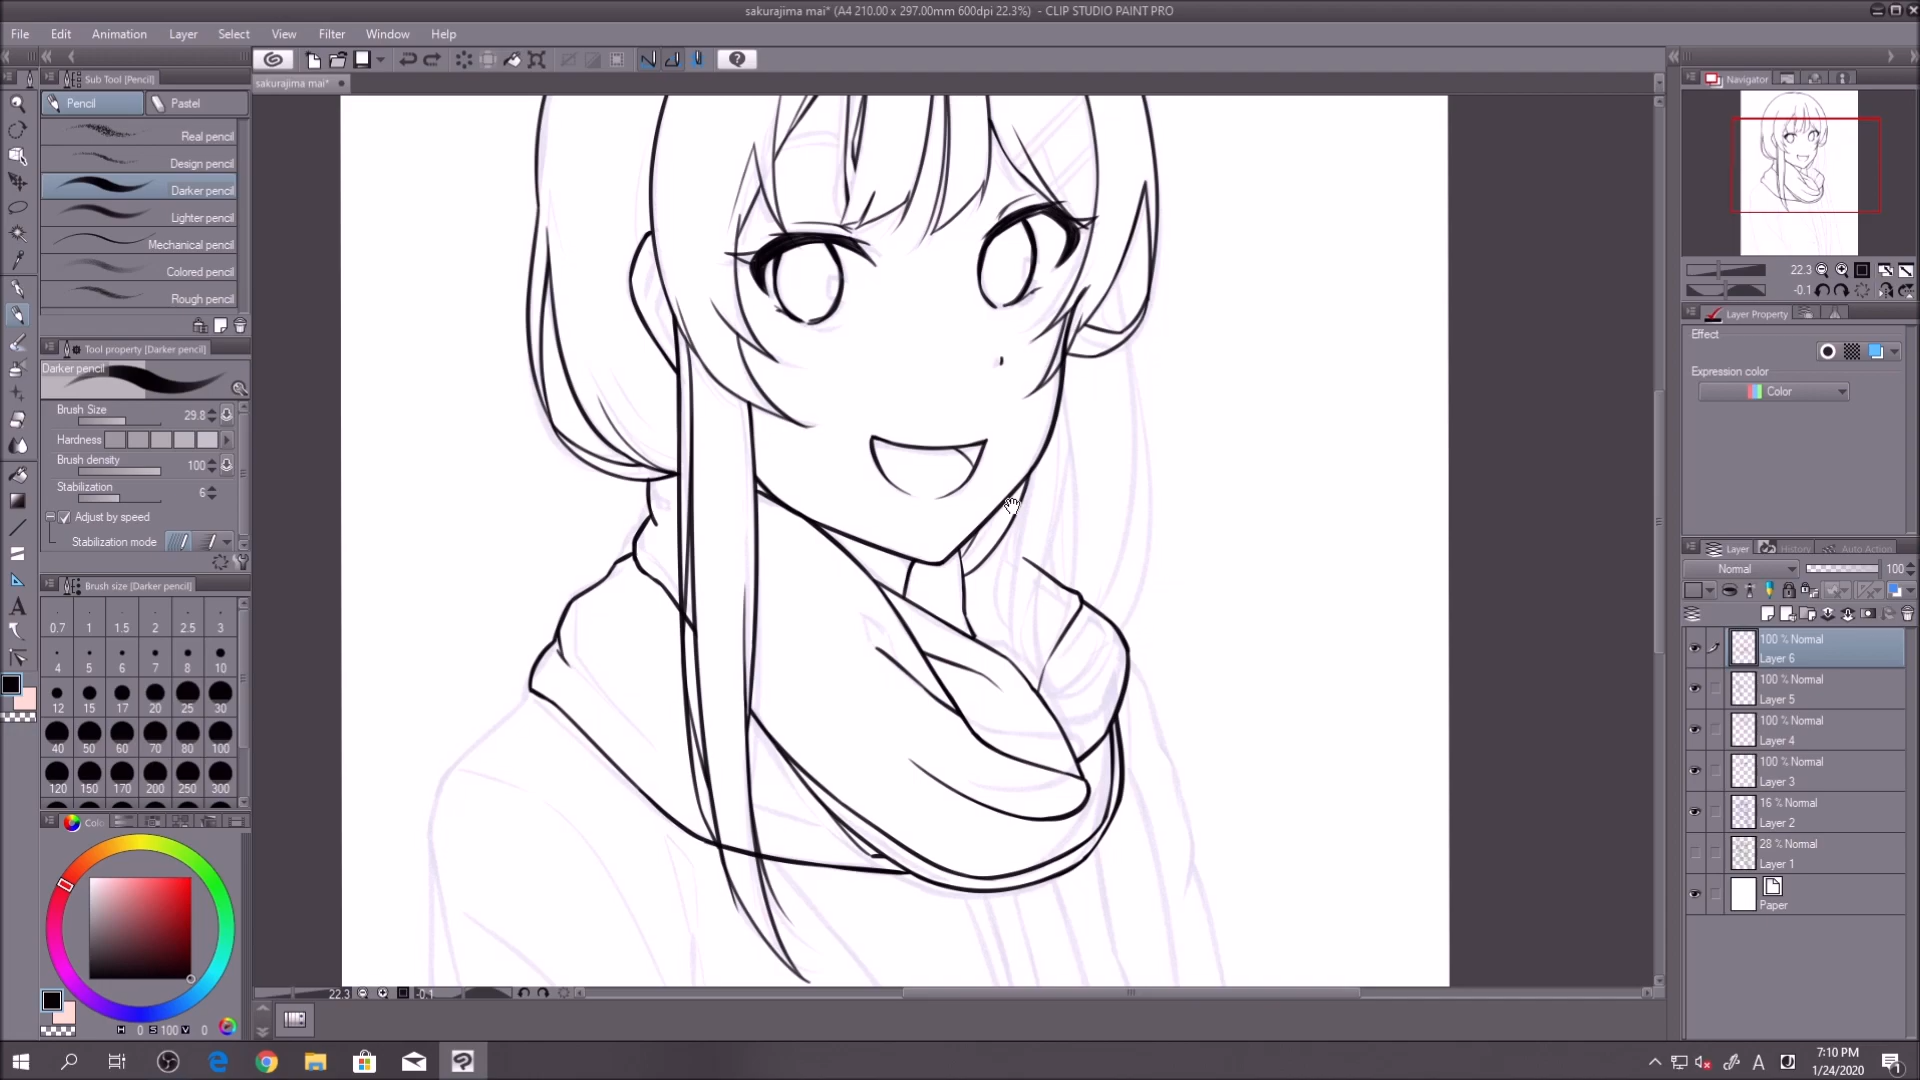 sakurajima mai* (A4 210.00 x 297.00mm 600dpi 22.3%) - CLIP STUDIO PAINT PRO
File Edit Animation Layer Select View Filter Window Help
Sub Tool [Pencil]
sakurajima mai*
Navigator
Pencil Pastel
Real pencil
Design pencil
Darker pencil
Lighter pencil
Mechanical pencil
Colored pencil
Rough pencil
Tool property [Darker pencil]
Darker pencil
Brush Size 29.8
Hardness
Brush density 100
Stabilization 6
Adjust by speed
Stabilization mode
Brush size [Darker pencil]
0.7 1 1.5 2 2.5 3
4 5 6 7 8 10
12 15 17 20 25 30
40 50 60 70 80 100
120 150 170 200 250 300
H 0 S 100 V 0
22.3 -0.1
22.3
-0.1
Layer Property
Effect
Expression color
Color
Layer History Auto Action
Normal 100
100 % Normal
Layer 6
100 % Normal
Layer 5
100 % Normal
Layer 4
100 % Normal
Layer 3
16 % Normal
Layer 2
28 % Normal
Layer 1
Paper
A
7:10 PM
1/24/2020
1